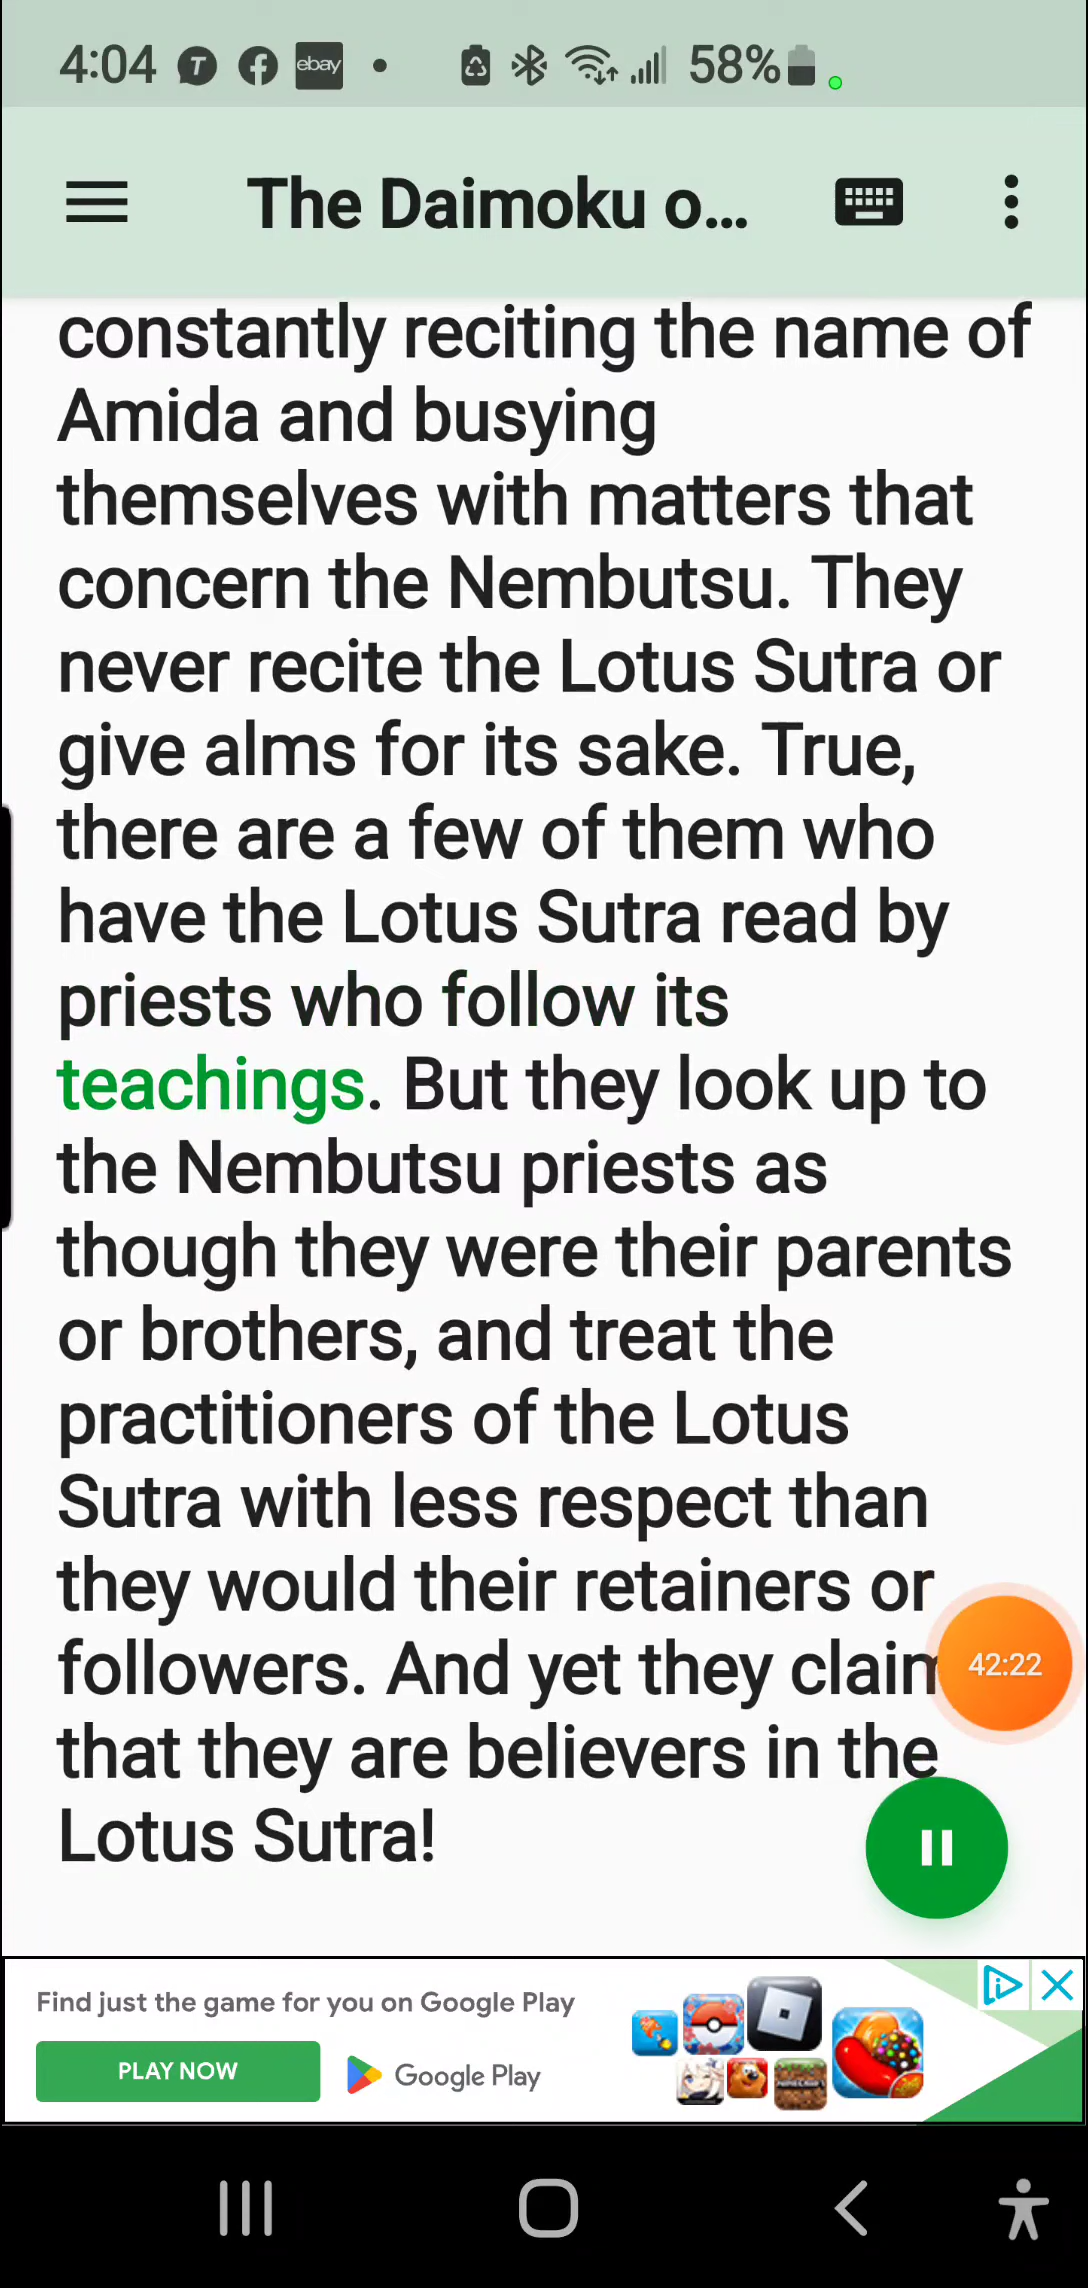 4:04 T ebay 58%
The Daimoku o...
constantly reciting the name of
Amida and busying
themselves with matters that
concern the Nembutsu. They
never recite the Lotus Sutra or
give alms for its sake. True,
there are a few of them who
have the Lotus Sutra read by
priests who follow its
teachings. But they look up to
the Nembutsu priests as
though they were their parents
or brothers, and treat the
practitioners of the Lotus
Sutra with less respect than
they would their retainers or
followers. And yet they claim
42:22
that they are believers in the
Lotus Sutra!
Find just the game for you on Google Play
PLAY NOW
Google Play